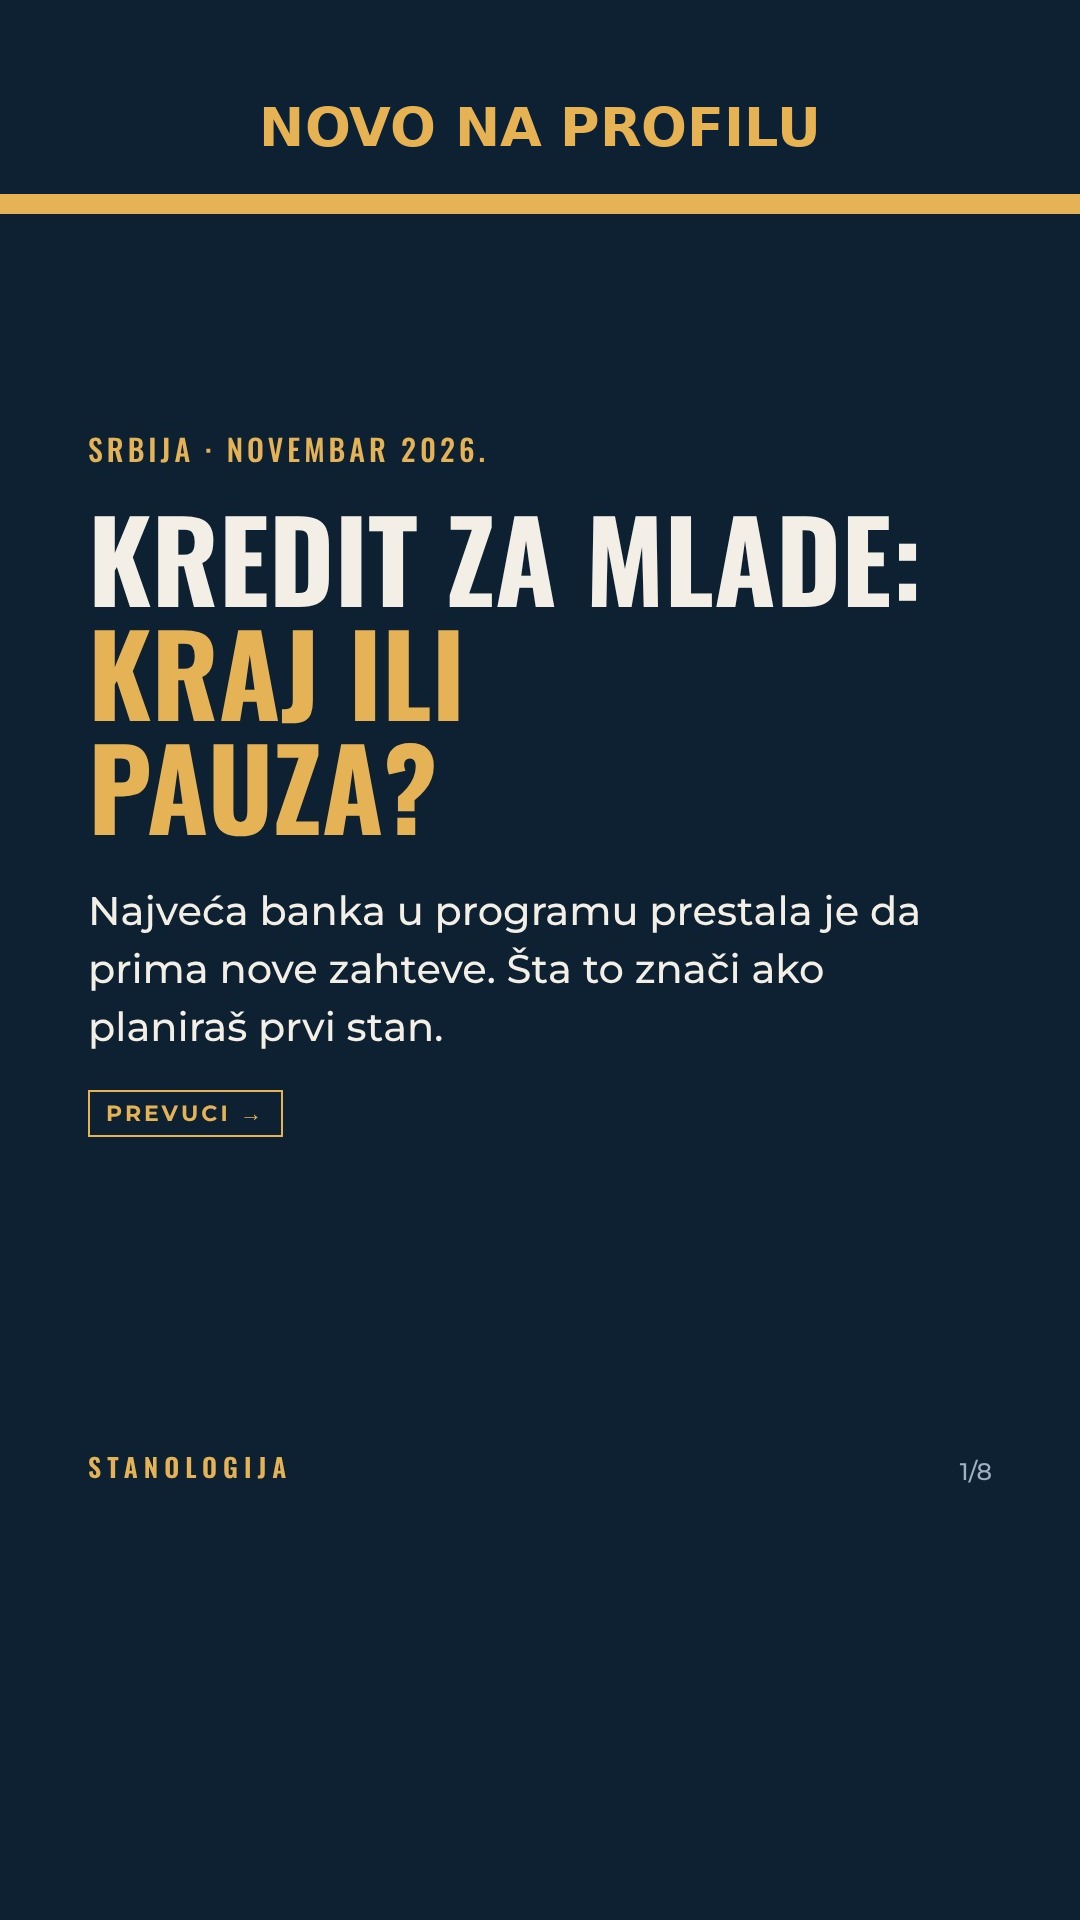 NOVO NA PROFILU
SRBIJA · NOVEMBAR 2026.
KREDIT ZA MLADE:
KRAJ ILI
PAUZA?
Najveća banka u programu prestala je da
prima nove zahteve. Šta to znači ako
planiraš prvi stan.
PREVUCI →
STANOLOGIJA
1/8